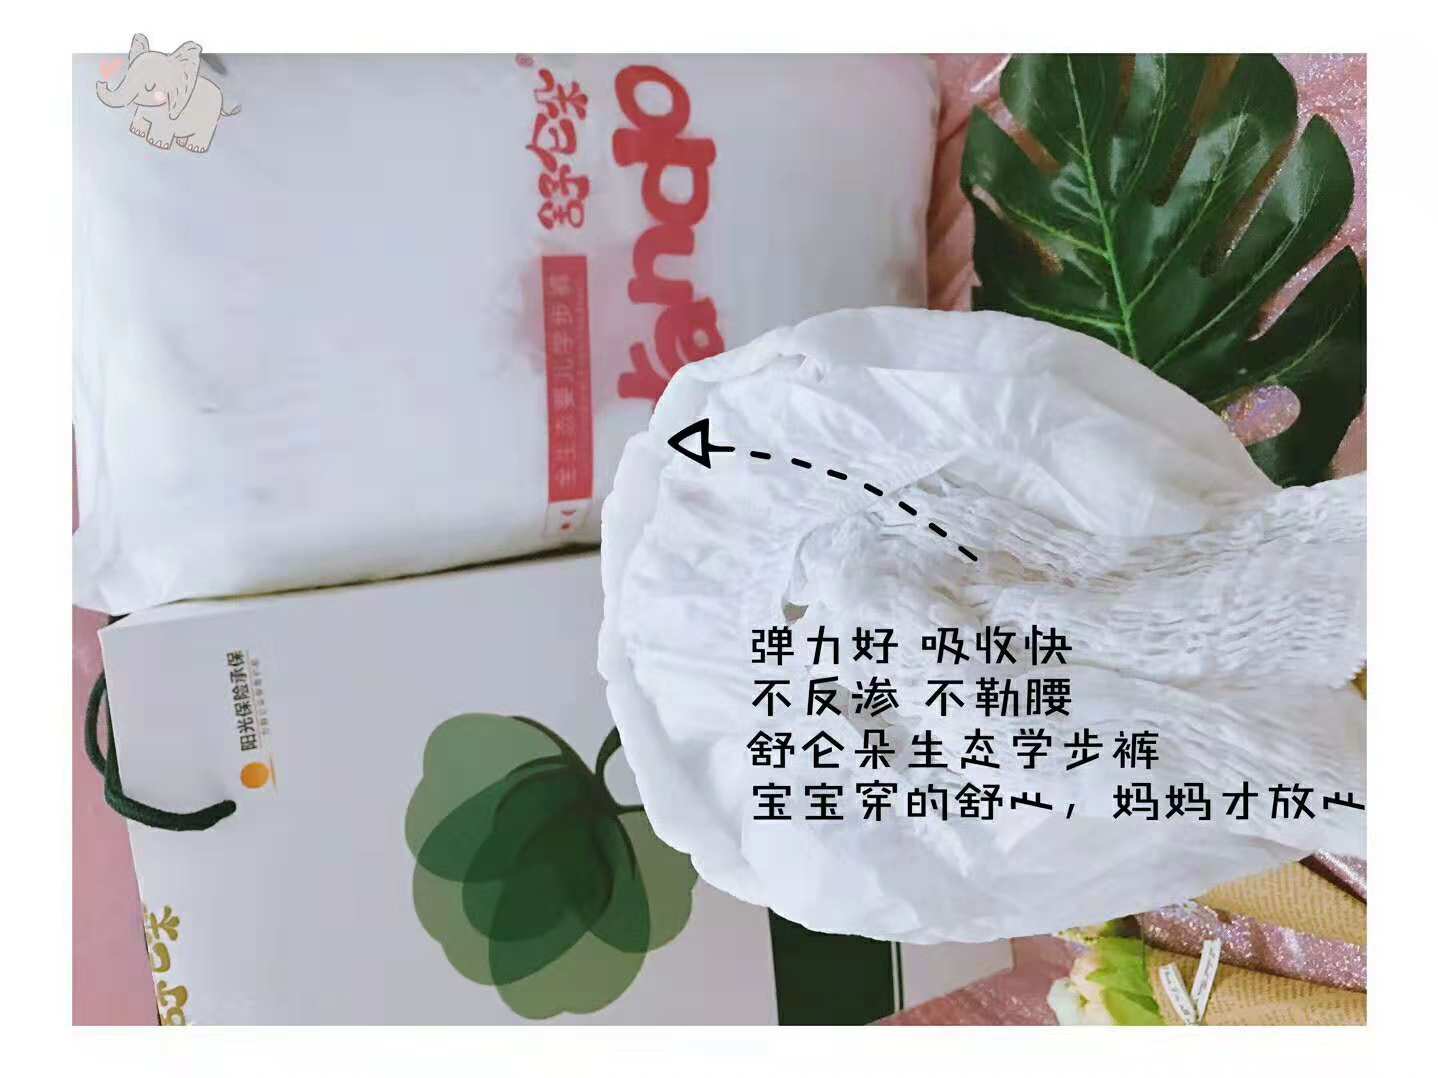 舒仑朵
Kando
全生态婴儿学步裤
阳光保险承保
弹力好 吸收快
不反渗 不勒腰
舒仑朵生态学步裤
宝宝穿的舒心，妈妈才放心